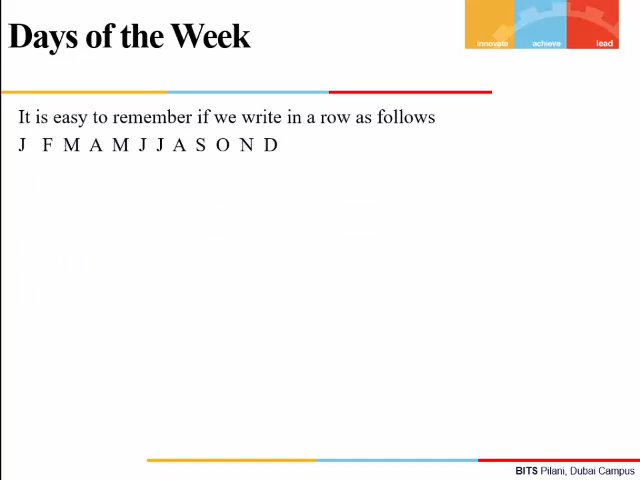 Days of the Week
innovate achieve lead
It is easy to remember if we write in a row as follows
J F M A M J J A S O N D
BITS Pilani, Dubai Campus